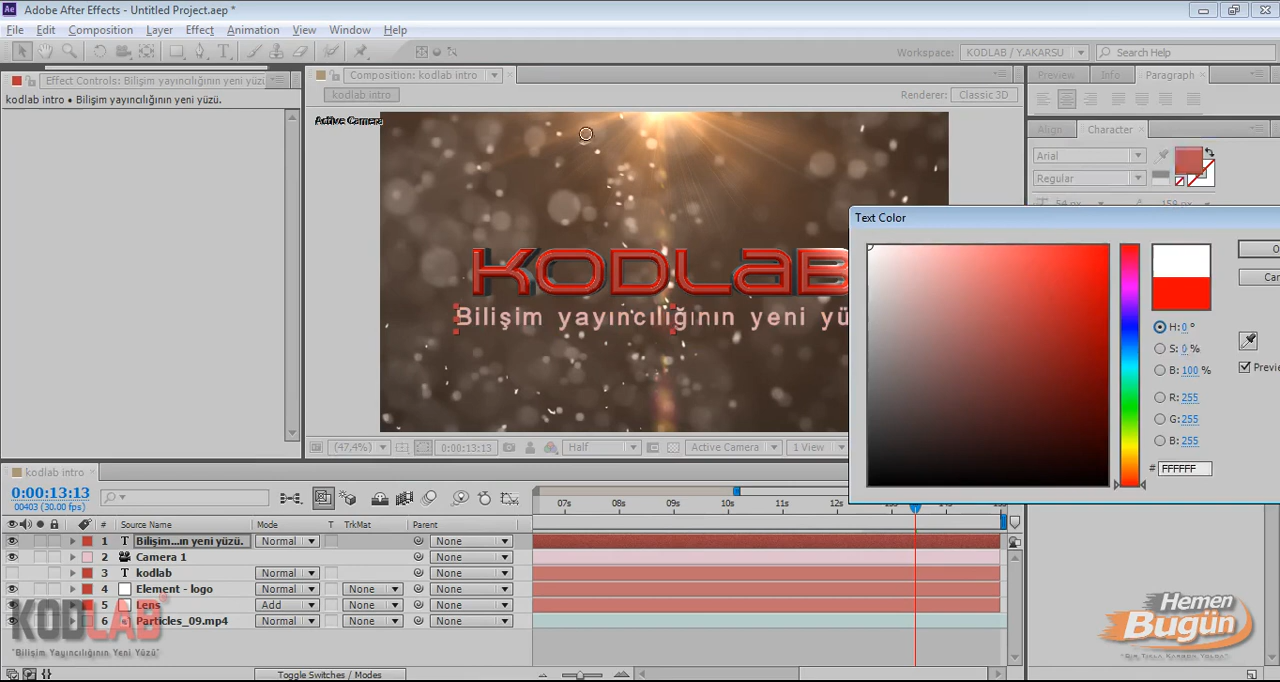 Adobe After Effects - Untitled Project.aep *
File Edit Composition Layer Effect Animation View Window Help
Workspace: KODLAB / Y.AKARSU Search Help
Effect Controls: Bilişim yayıncılığının yeni yüzi
Composition: kodlab intro
Preview Info Paragraph
kodlab intro • Bilişim yayıncılığının yeni yüzü.
kodlab intro
Renderer: Classic 3D
Active Camera
Align Character
Arial
Regular
54 px 159 px
Text Color
KODLAB
Bilişim yayıncılığının yeni yü
H: 0 °
S: 0 %
B: 100 %
Previe
R: 255
G: 255
B: 255
# FFFFFF
(47,4%) 0:00:13:13 Half Active Camera 1 View
kodlab intro
0:00:13:13
00403 (30.00 fps)
07s 08s 09s 10s 11s 12s
# Source Name Mode T TrkMat Parent
1 T Bilişim...ın yeni yüzü. Normal None
2 Camera 1 None
3 T kodlab Normal None
4 Element - logo Normal None None
5 Lens Add None None
6 Particles_09.mp4 Normal None None
KODLAB
"Bilişim Yayıncılığının Yeni Yüzü"
Hemen
Bugün
Toggle Switches / Modes